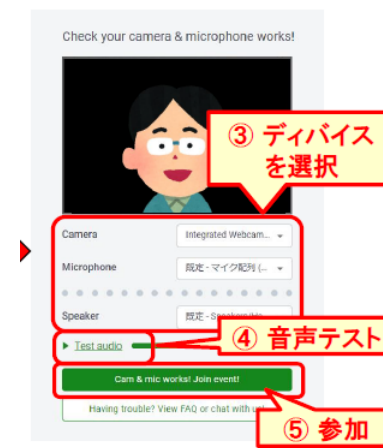 Check your camera & microphone works!
③ ディバイス
を選択
Camera
Integrated Webcam...
Microphone
既定 - マイク配列 (...
Speaker
既定 - Speakers
④ 音声テスト
Test audio
Cam & mic works! Join event!
Having trouble? View FAQ or chat with us!
⑤ 参加